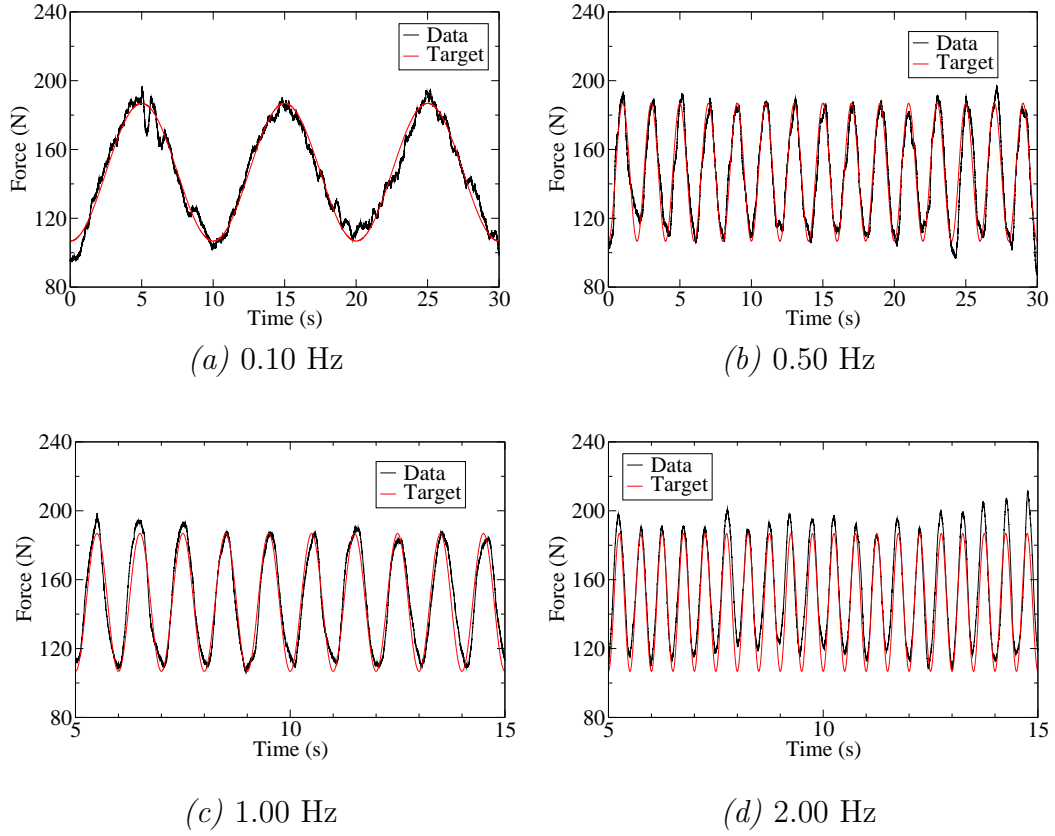 240
200
160
120
80
Force (N)
Data
Target
0 5 10 15 20 25 30
Time (s)
(a) 0.10 Hz
240
200
160
120
80
Force (N)
Data
Target
0 5 10 15 20 25 30
Time (s)
(b) 0.50 Hz
240
200
160
120
80
Force (N)
Data
Target
5 10 15
Time (s)
(c) 1.00 Hz
240
200
160
120
80
Force (N)
Data
Target
5 10 15
Time (s)
(d) 2.00 Hz